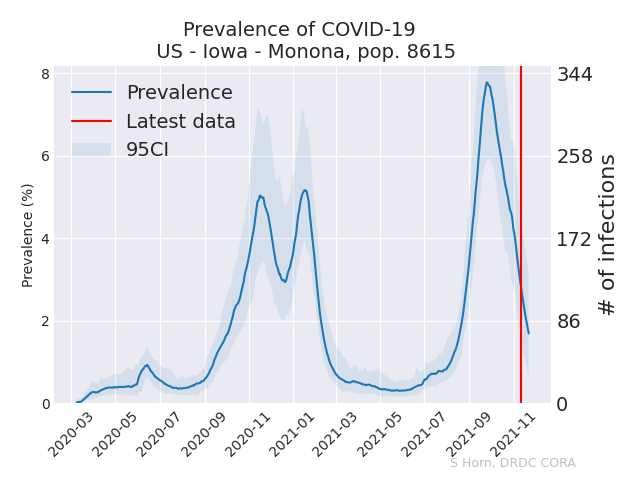 Prevalence of COVID-19
US - Iowa - Monona, pop. 8615
Prevalence
Latest data
95CI
Prevalence (%)
8
6
4
2
0
344
258
172
86
0
# of infections
2020-03
2020-05
2020-07
2020-09
2020-11
2021-01
2021-03
2021-05
2021-07
2021-09
2021-11
S Horn, DRDC CORA